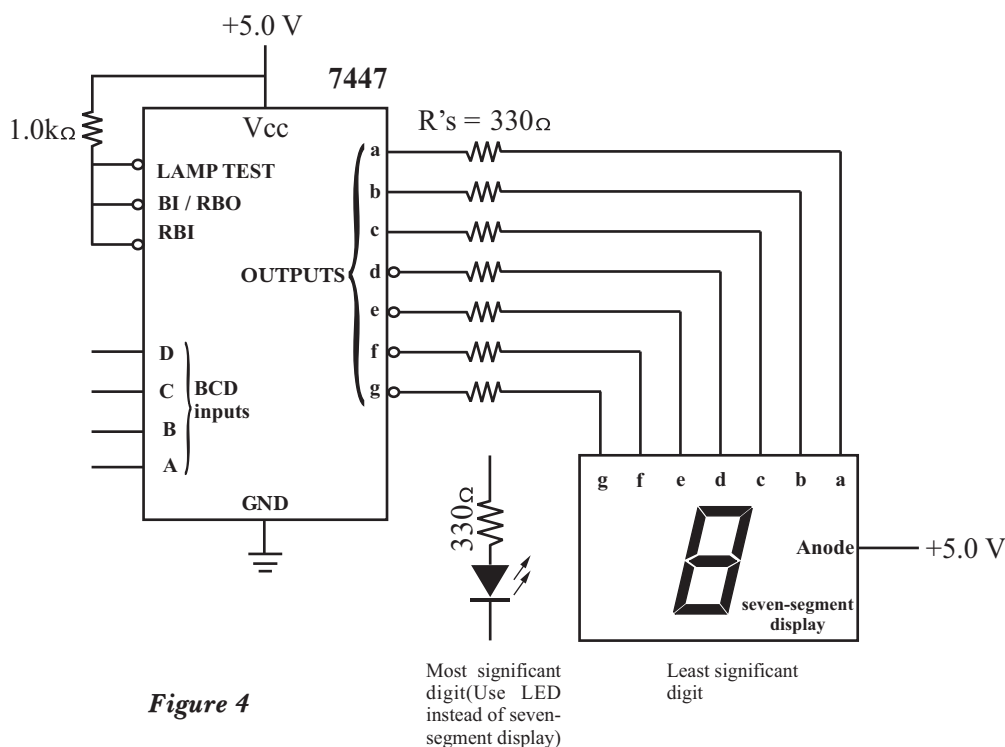 +5.0 V
7447
1.0kΩ
Vcc
R's = 330Ω
LAMP TEST
BI / RBO
RBI
OUTPUTS
a
b
c
d
e
f
g
D
C
B
A
BCD
inputs
GND
330Ω
g f e d c b a
Anode
+5.0 V
seven-segment
display
Most significant
digit(Use LED
instead of seven-
segment display)
Least significant
digit
Figure 4